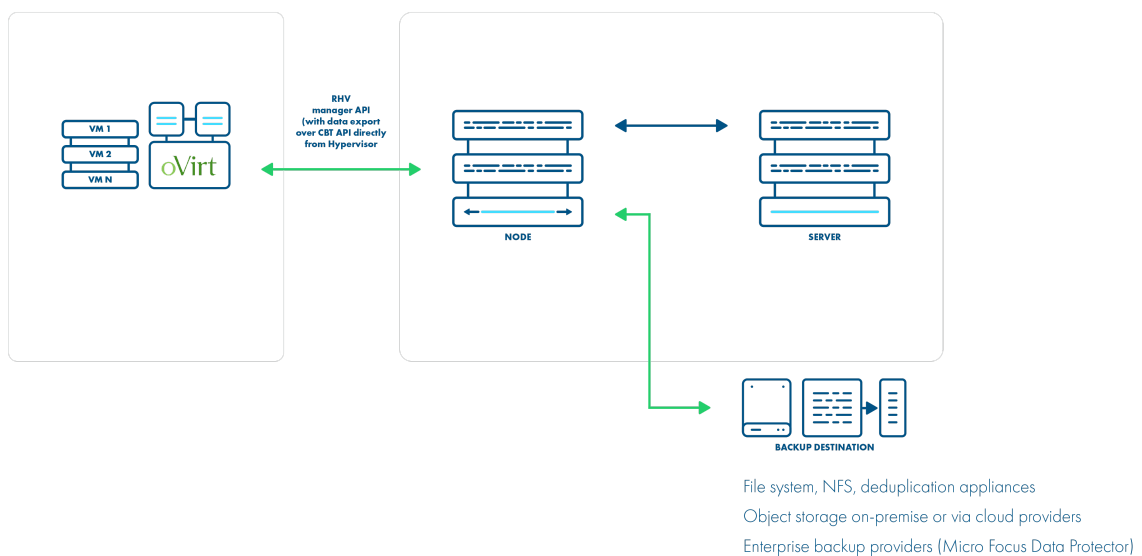 VM 1
VM 2
VM N
oVirt
RHV
manager API
(with data export
over CBT API directly
from Hypervisor
NODE
SERVER
BACKUP DESTINATION
File system, NFS, deduplication appliances
Object storage on-premise or via cloud providers
Enterprise backup providers (Micro Focus Data Protector)